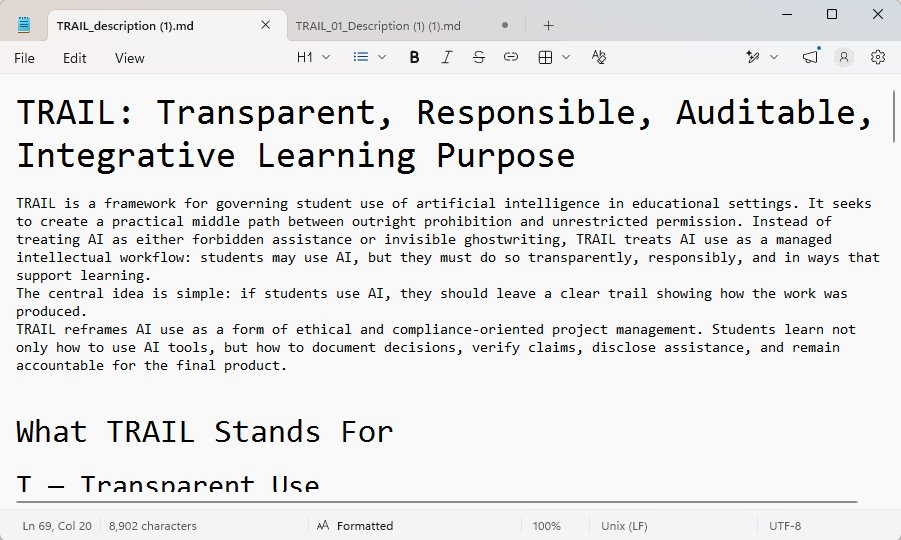 TRAIL_description (1).md
TRAIL_01_Description (1) (1).md
File Edit View
H1
B I S
TRAIL: Transparent, Responsible, Auditable,
Integrative Learning Purpose
TRAIL is a framework for governing student use of artificial intelligence in educational settings. It seeks
to create a practical middle path between outright prohibition and unrestricted permission. Instead of
treating AI as either forbidden assistance or invisible ghostwriting, TRAIL treats AI use as a managed
intellectual workflow: students may use AI, but they must do so transparently, responsibly, and in ways that
support learning.
The central idea is simple: if students use AI, they should leave a clear trail showing how the work was
produced.
TRAIL reframes AI use as a form of ethical and compliance-oriented project management. Students learn not
only how to use AI tools, but how to document decisions, verify claims, disclose assistance, and remain
accountable for the final product.
What TRAIL Stands For
T — Transparent Use
Ln 69, Col 20
8,902 characters
Formatted
100%
Unix (LF)
UTF-8